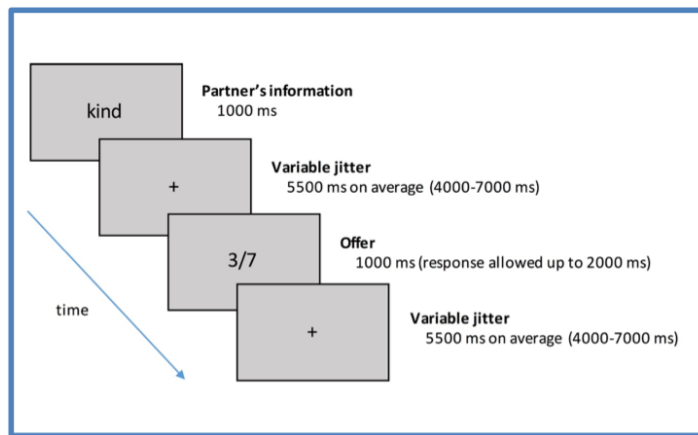 kind
Partner's information
1000 ms
+
Variable jitter
5500 ms on average (4000-7000 ms)
3/7
Offer
1000 ms (response allowed up to 2000 ms)
+
Variable jitter
5500 ms on average (4000-7000 ms)
time